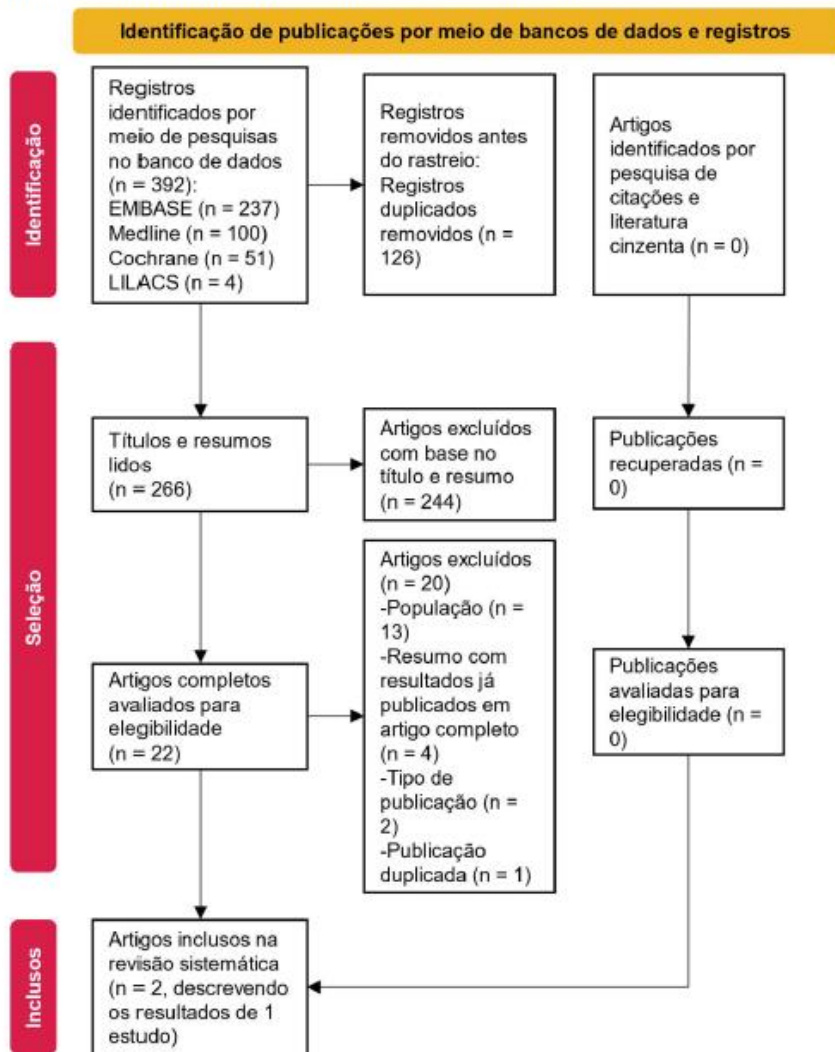 Identificação de publicações por meio de bancos de dados e registros
Identificação
Registros
identificados por
meio de pesquisas
no banco de dados
(n = 392):
EMBASE (n = 237)
Medline (n = 100)
Cochrane (n = 51)
LILACS (n = 4)
Registros
removidos antes
do rastreio:
Registros
duplicados
removidos (n =
126)
Artigos
identificados por
pesquisa de
citações e
literatura
cinzenta (n = 0)
Seleção
Títulos e resumos
lidos
(n = 266)
Artigos excluídos
com base no
título e resumo
(n = 244)
Publicações
recuperadas (n =
0)
Artigos completos
avaliados para
elegibilidade
(n = 22)
Artigos excluídos
(n = 20)
-População (n =
13)
-Resumo com
resultados já
publicados em
artigo completo
(n = 4)
-Tipo de
publicação (n =
2)
-Publicação
duplicada (n = 1)
Publicações
avaliadas para
elegibilidade (n =
0)
Inclusos
Artigos inclusos na
revisão sistemática
(n = 2, descrevendo
os resultados de 1
estudo)